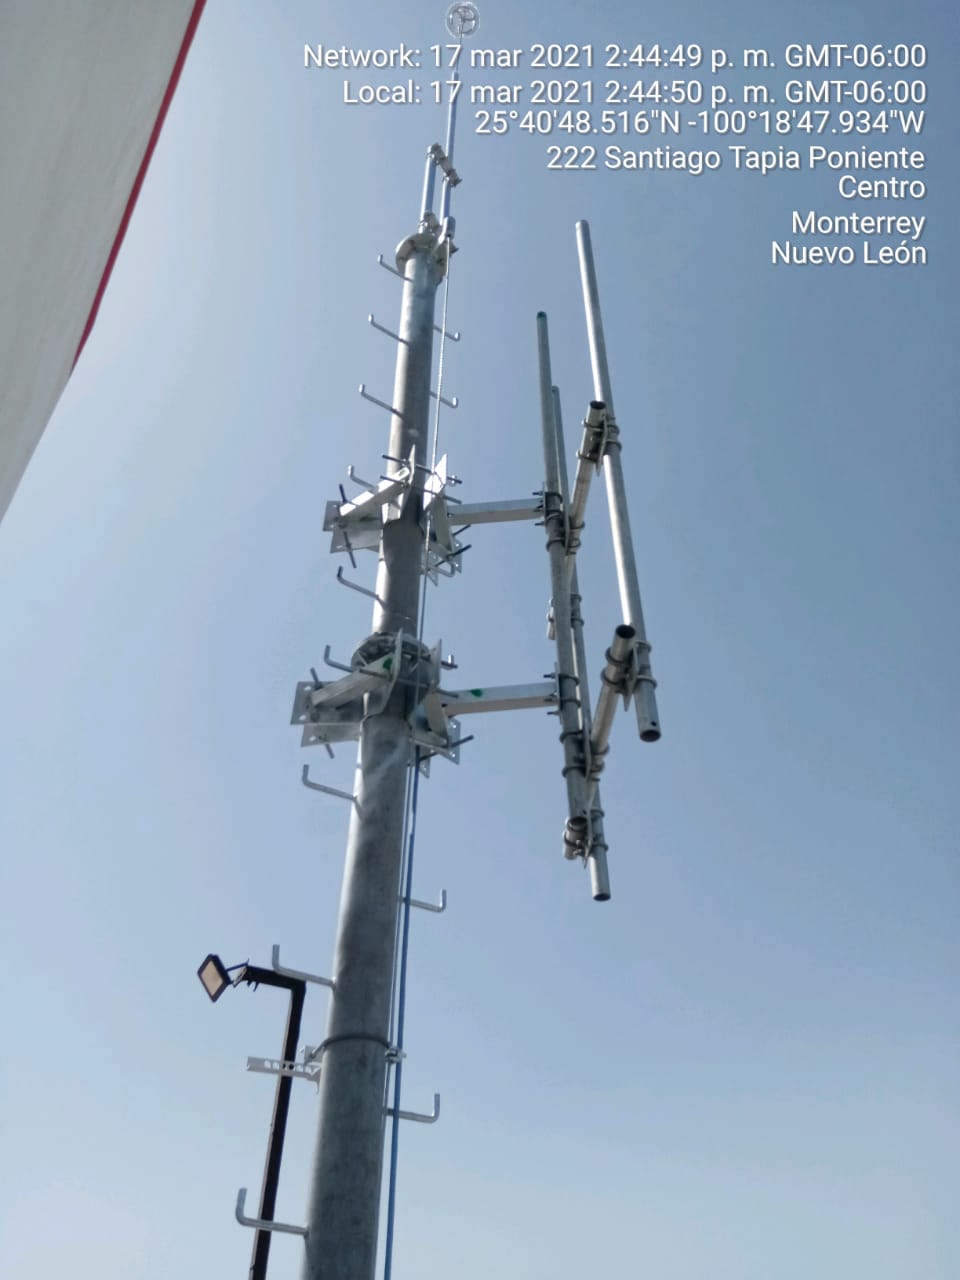 Network: 17 mar 2021 2:44:49 p. m. GMT-06:00
Local: 17 mar 2021 2:44:50 p. m. GMT-06:00
25°40'48.516"N -100°18'47.934"W
222 Santiago Tapia Poniente
Centro
Monterrey
Nuevo León